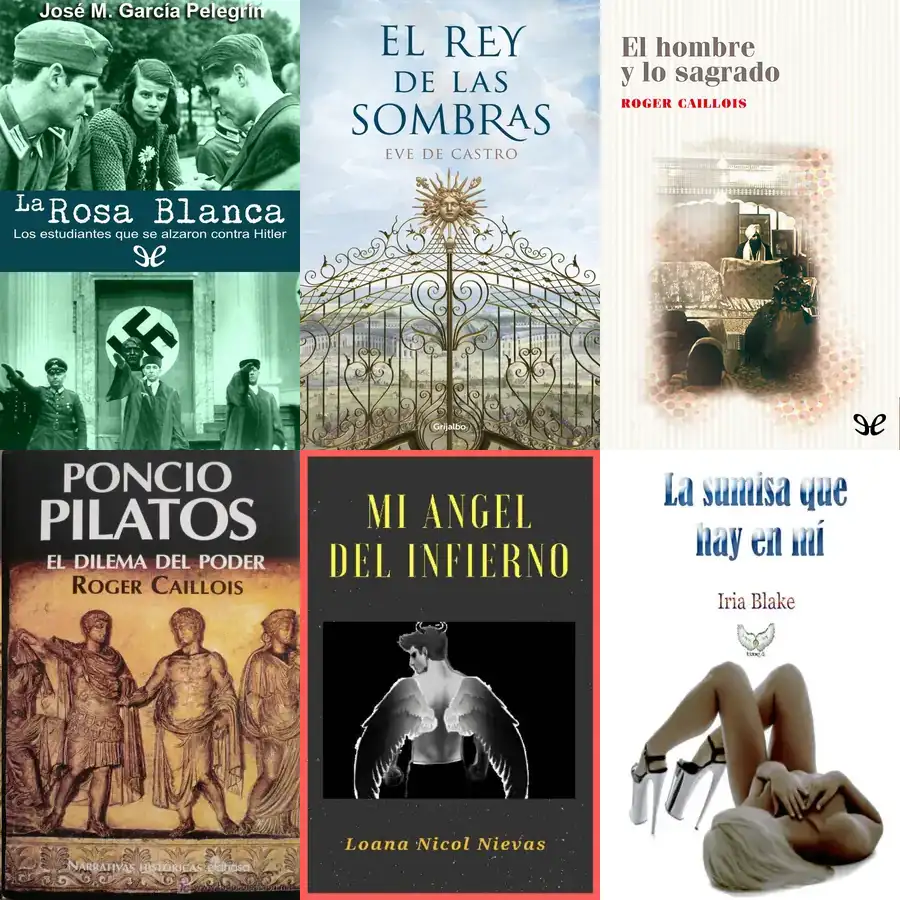 José M. García Pelegrín
La Rosa Blanca
Los estudiantes que se alzaron contra Hitler
EL REY
DE LAS
SOMBRAS
EVE DE CASTRO
Grijalbo
El hombre
y lo sagrado
ROGER CAILLOIS
PONCIO
PILATOS
EL DILEMA DEL PODER
ROGER CAILLOIS
NARRATIVAS HISTÓRICAS
MI ANGEL
DEL INFIERNO
Loana Nicol Nievas
La sumisa que
hay en mí
Iria Blake